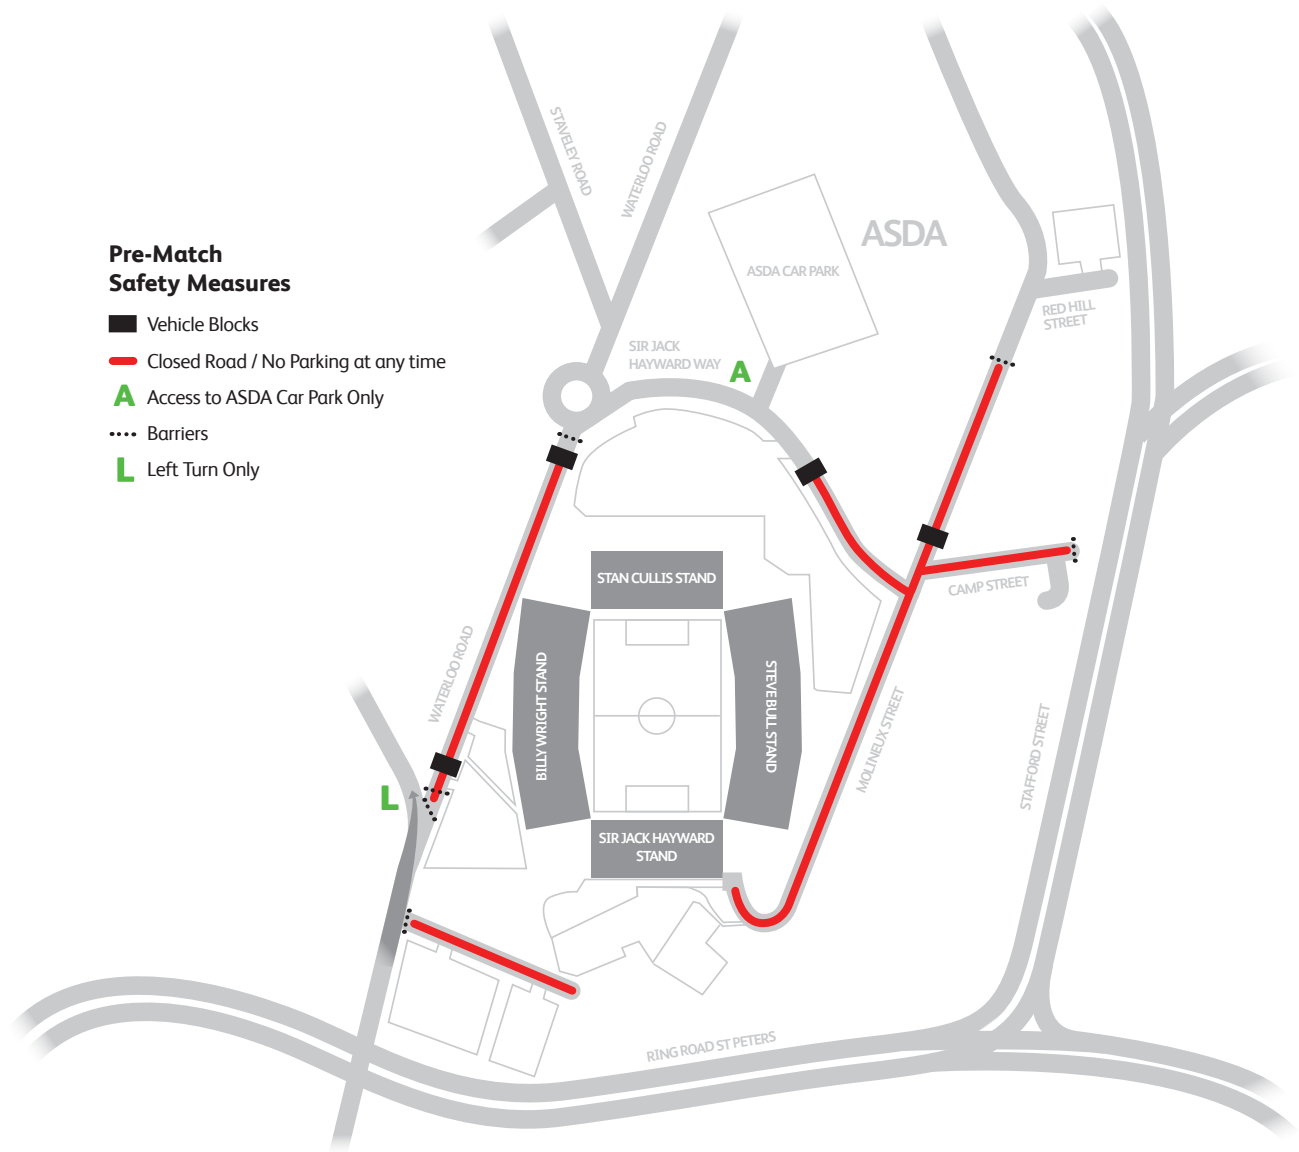 STAVELEY ROAD
WATERLOO ROAD
ASDA
ASDA CAR PARK
Pre-Match
Safety Measures
Vehicle Blocks
Closed Road / No Parking at any time
A
Access to ASDA Car Park Only
Barriers
L
Left Turn Only
RED HILL
STREET
SIR JACK
HAYWARD WAY
A
STAN CULLIS STAND
CAMP STREET
WATERLOO ROAD
BILLY WRIGHT STAND
STEVE BULL STAND
MOLINEUX STREET
STAFFORD STREET
L
SIR JACK HAYWARD
STAND
RING ROAD ST PETERS